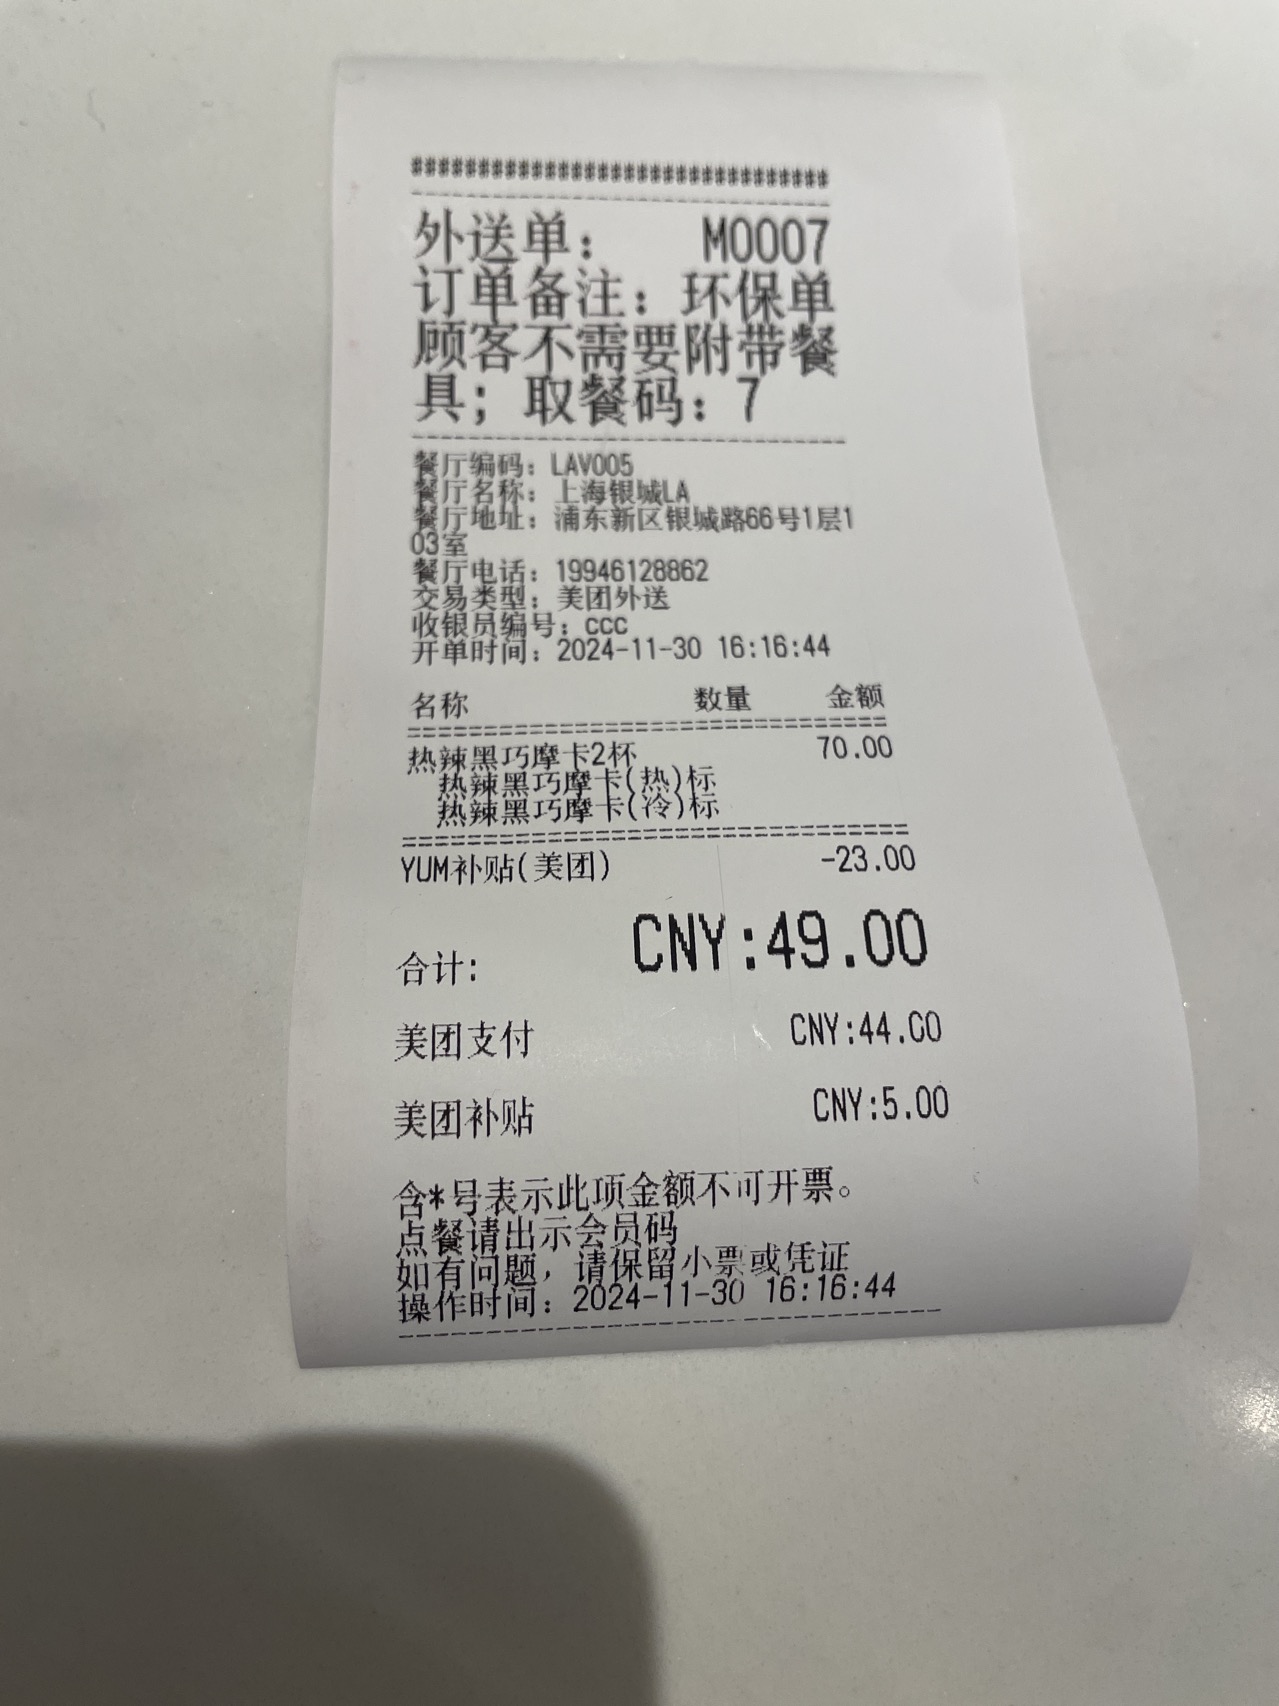 ################################
--------------------------------
外送单： M0007
订单备注：环保单
顾客不需要附带餐
具；取餐码：7
--------------------------------
餐厅编码：LAV005
餐厅名称：上海银城LA
餐厅地址：浦东新区银城路66号1层1
03室
餐厅电话：19946128862
交易类型：美团外送
收银员编号：ccc
开单时间：2024-11-30 16:16:44
名称 数量 金额
================================
热辣黑巧摩卡2杯 70.00
热辣黑巧摩卡(热)标
热辣黑巧摩卡(冷)标
================================
YUM补贴(美团) -23.00
合计: CNY:49.00
美团支付 CNY:44.00
美团补贴 CNY:5.00
含*号表示此项金额不可开票。
点餐请出示会员码
如有问题，请保留小票或凭证
操作时间：2024-11-30 16:16:44
--------------------------------